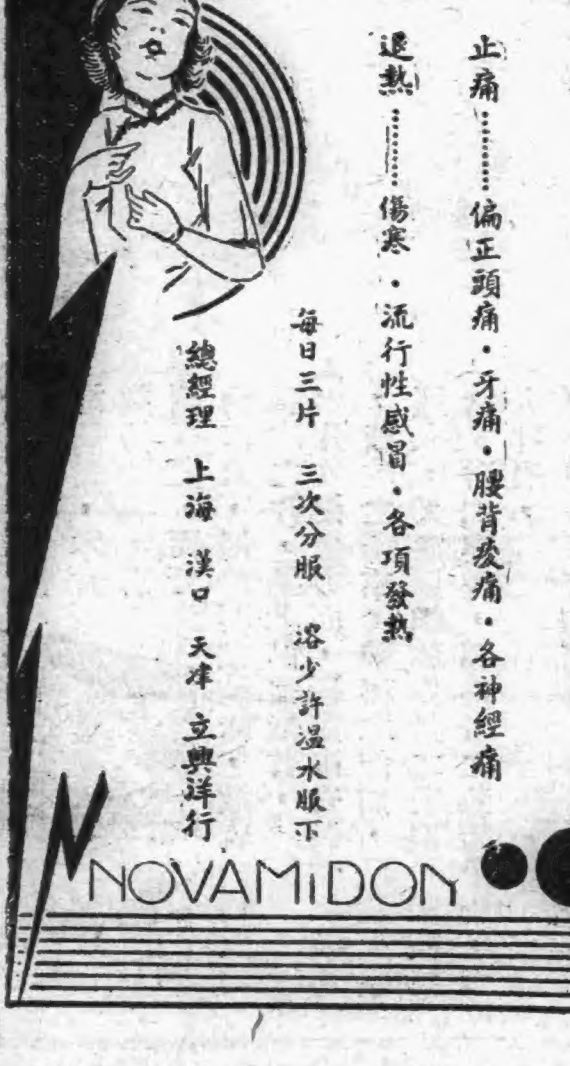 止痛………偏正頭痛・牙痛・腰背痠痛・各神經痛
退熱………傷寒・流行性感冒・各項發熱
每日三片 三次分服 溶少許溫水服下
總經理 上海 漢口 天津 立興洋行
NOVAMiDON